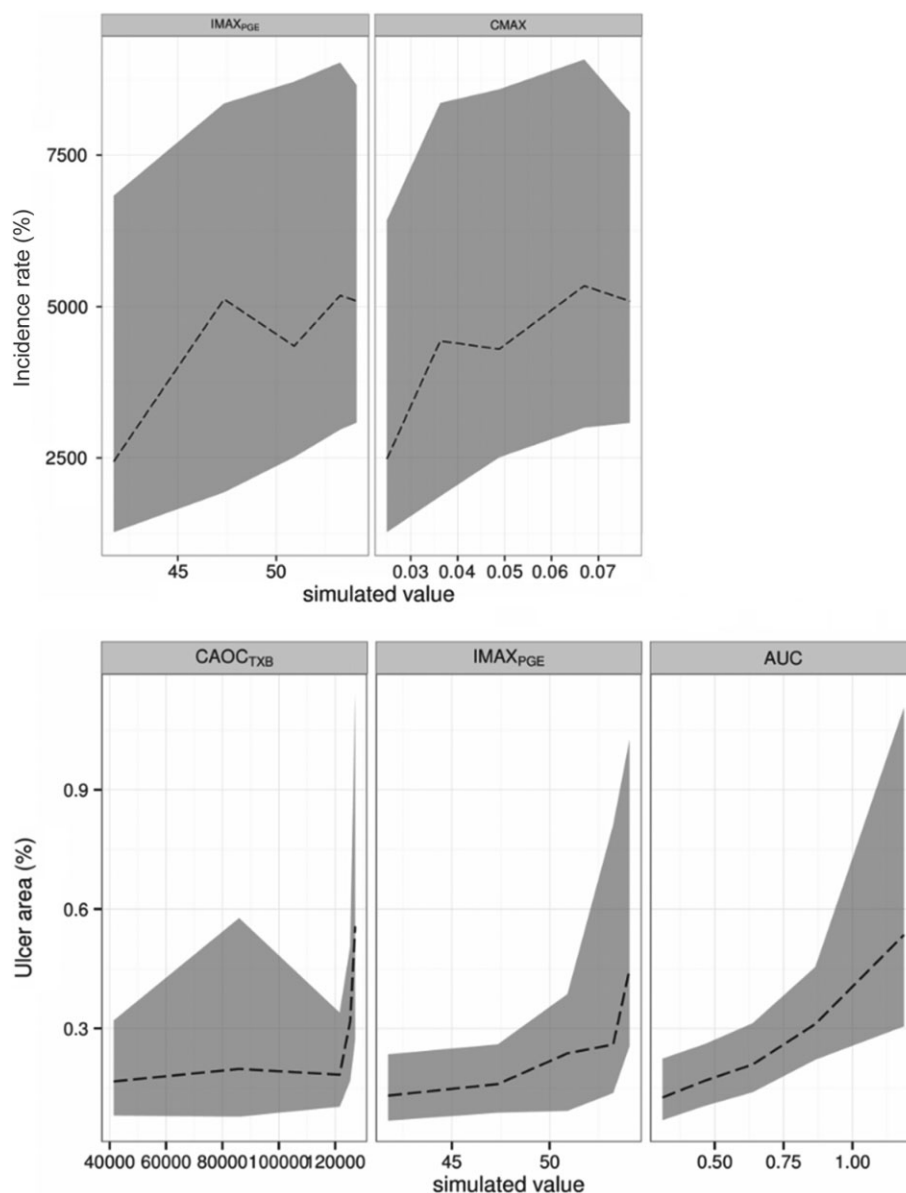 IMAXPGE CMAX
Incidence rate (%)
7500
5000
2500
45 50 0.03 0.04 0.05 0.06 0.07
simulated value
CAOCTXB IMAXPGE AUC
Ulcer area (%)
0.9
0.6
0.3
40000 60000 80000 100000 120000 45 50 0.50 0.75 1.00
simulated value